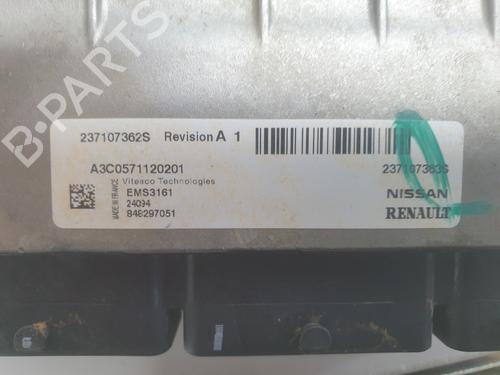 B-PARTS
237107362S Revision A 1
A3C0571120201
237107363S
Vitesco Technologies
MADE IN FRANCE
EMS3161
24094
848297051
NISSAN
RENAULT